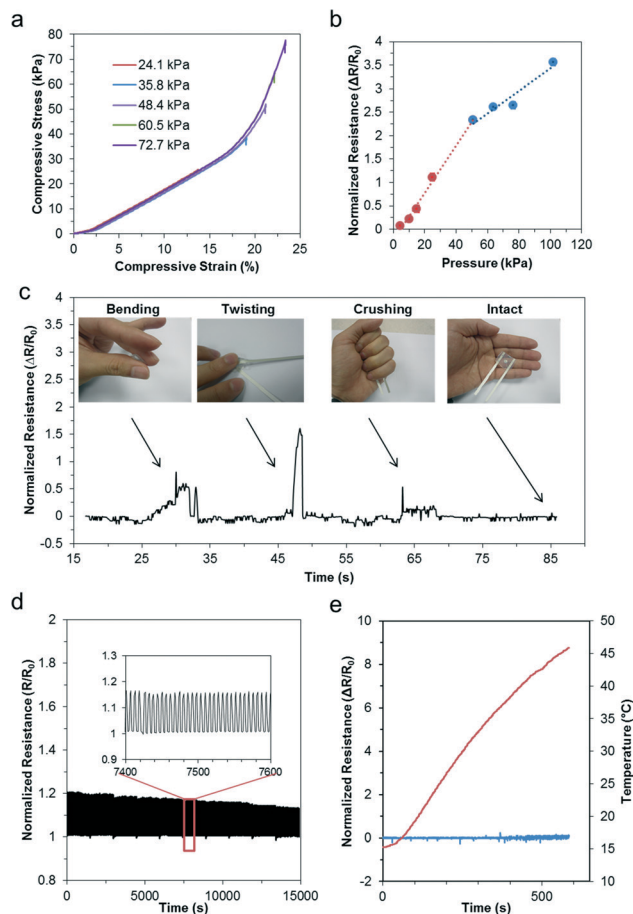 a
Compressive Stress (kPa)
80
70
60
50
40
30
20
10
0
24.1 kPa
35.8 kPa
48.4 kPa
60.5 kPa
72.7 kPa
0 5 10 15 20 25
Compressive Strain (%)
b
Normalized Resistance (ΔR/R0)
4
3.5
3
2.5
2
1.5
1
0.5
0
0 20 40 60 80 100 120
Pressure (kPa)
c
Normalized Resistance (ΔR/R0)
4
3.5
3
2.5
2
1.5
1
0.5
0
-0.5
Bending Twisting Crushing Intact
15 25 35 45 55 65 75 85
Time (s)
d
Normalized Resistance (R/R0)
2
1.8
1.6
1.4
1.2
1
0.8
1.3
1.2
1.1
1
0.9
7400 7500 7600
0 5000 10000 15000
Time (s)
e
Normalized Resistance (ΔR/R0)
10
8
6
4
2
0
-2
50
45
40
35
30
25
20
15
10
Temperature (°C)
0 500
Time (s)